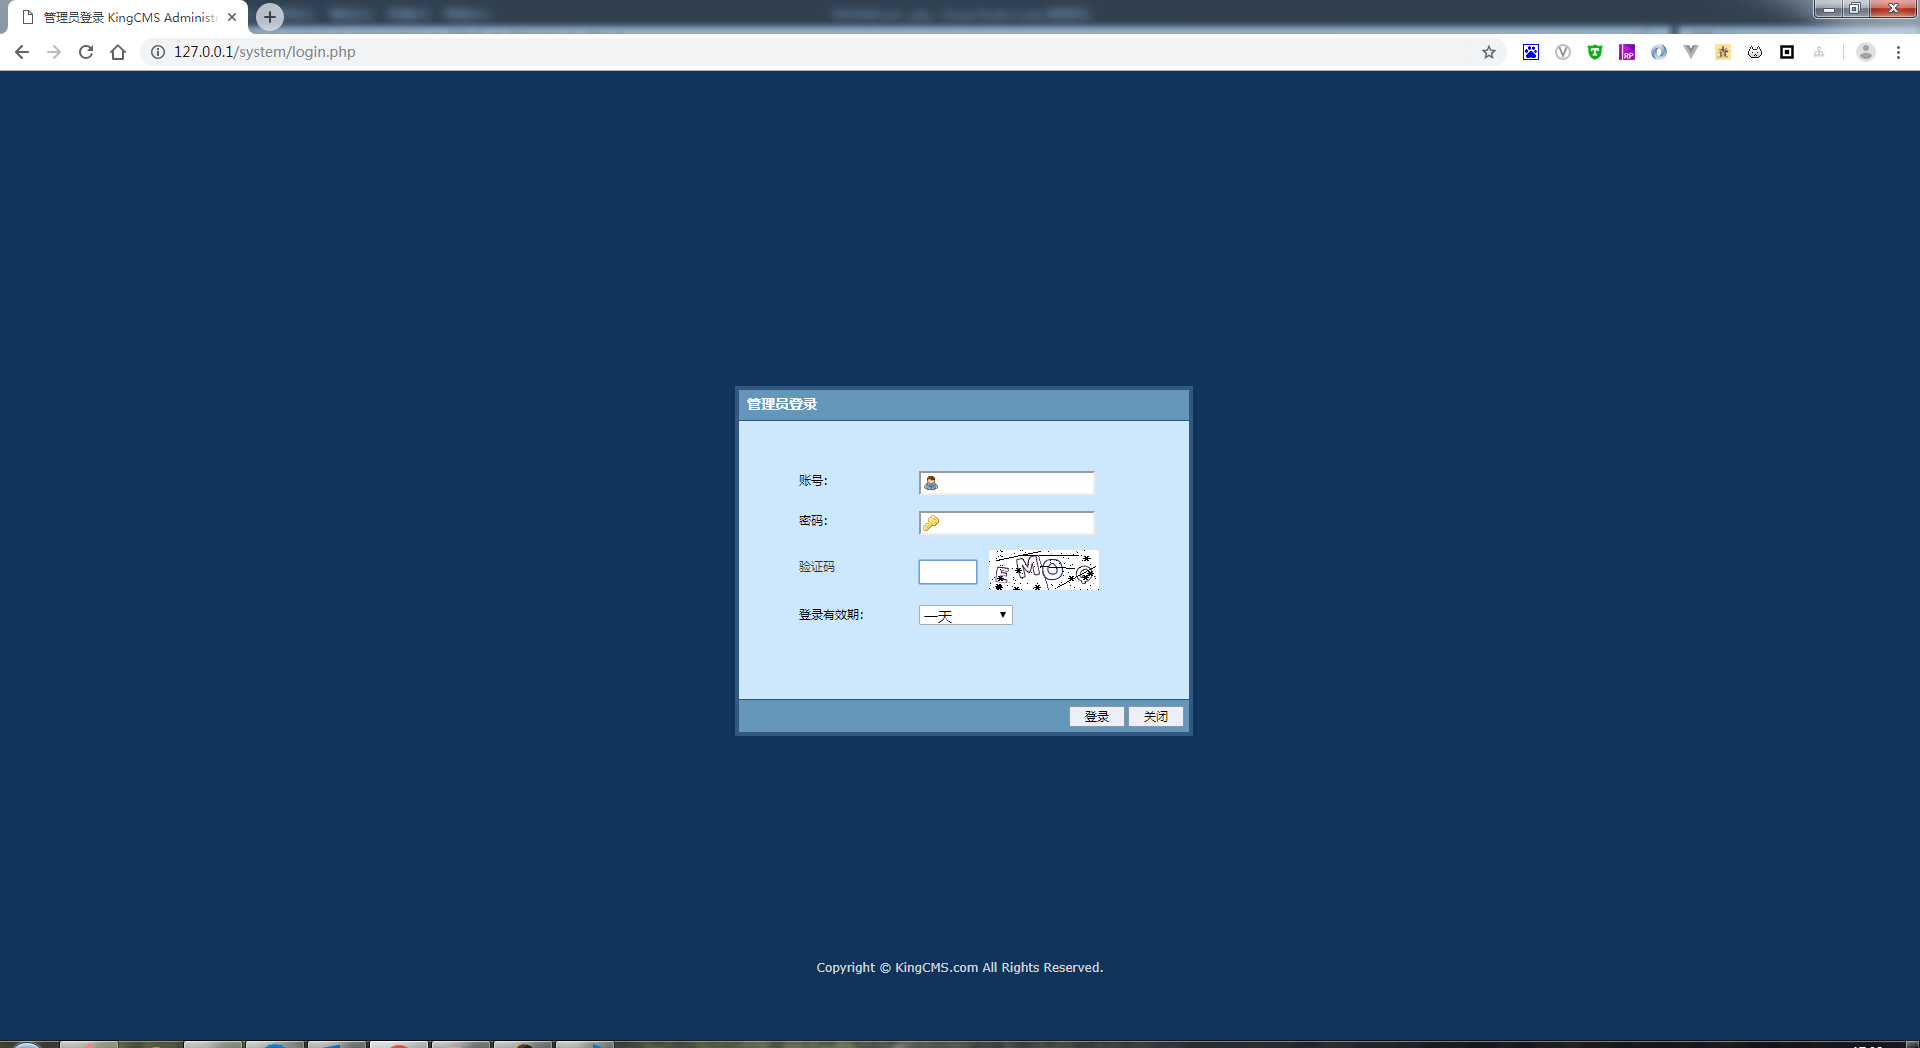 管理员登录 KingCMS Administr
127.0.0.1/system/login.php
管理员登录
账号:
密码:
验证码
EMOQ
登录有效期:
一天
登录 关闭
Copyright © KingCMS.com All Rights Reserved.